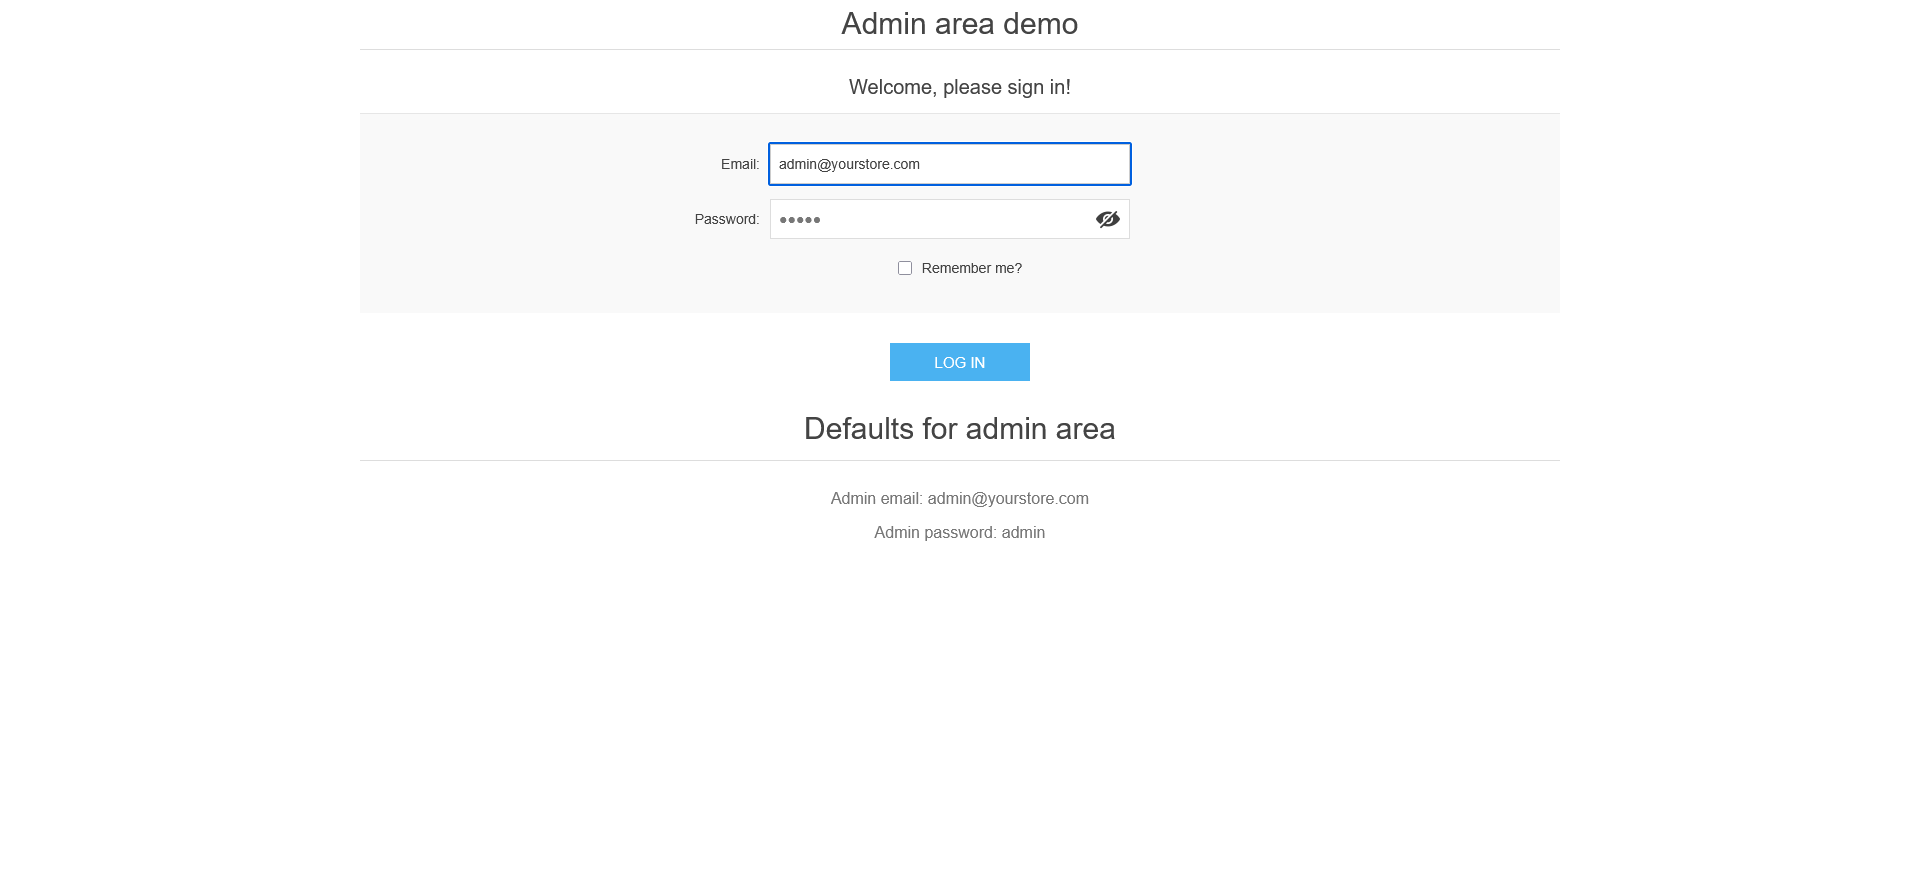 Admin area demo
Welcome, please sign in!
Email: admin@yourstore.com
Password: •••••
Remember me?
LOG IN
Defaults for admin area
Admin email: admin@yourstore.com
Admin password: admin